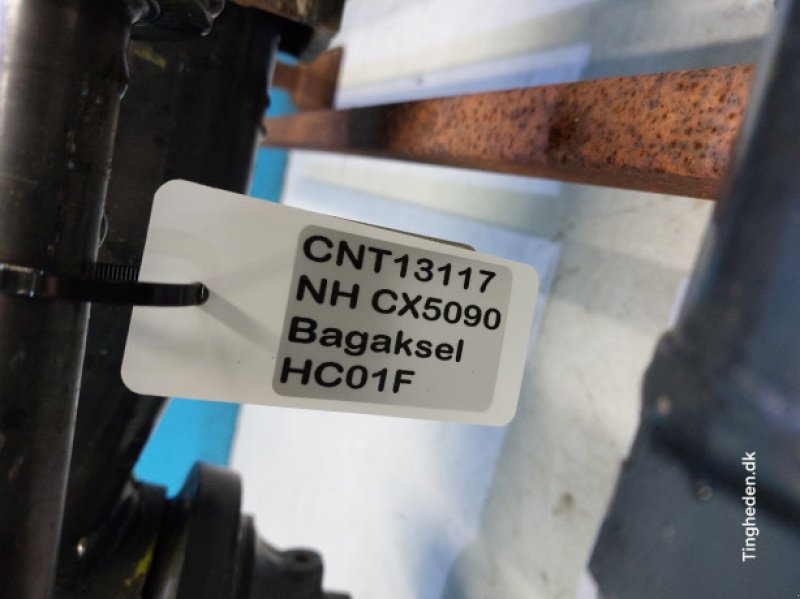 CNT13117
NH CX5090
Bagaksel
HC01F
Tingheden.dk